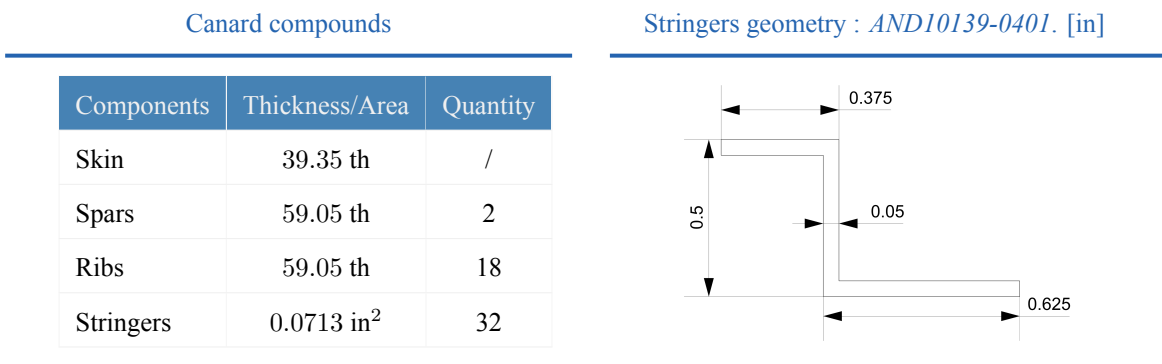 Canard compounds
Components Thickness/Area Quantity
Skin 39.35 th /
Spars 59.05 th 2
Ribs 59.05 th 18
Stringers 0.0713 in² 32
Stringers geometry : AND10139-0401. [in]
0.375
0.5
0.05
0.625